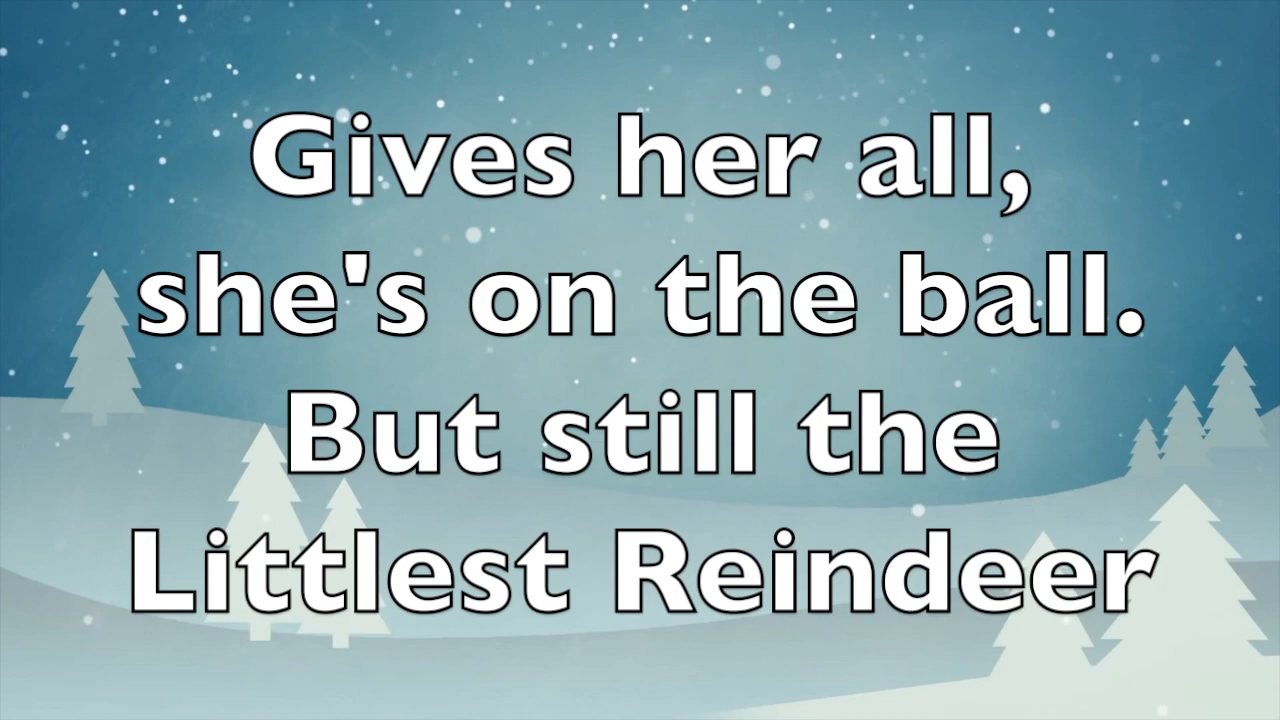 Gives her all,
she's on the ball.
But still the
Littlest Reindeer